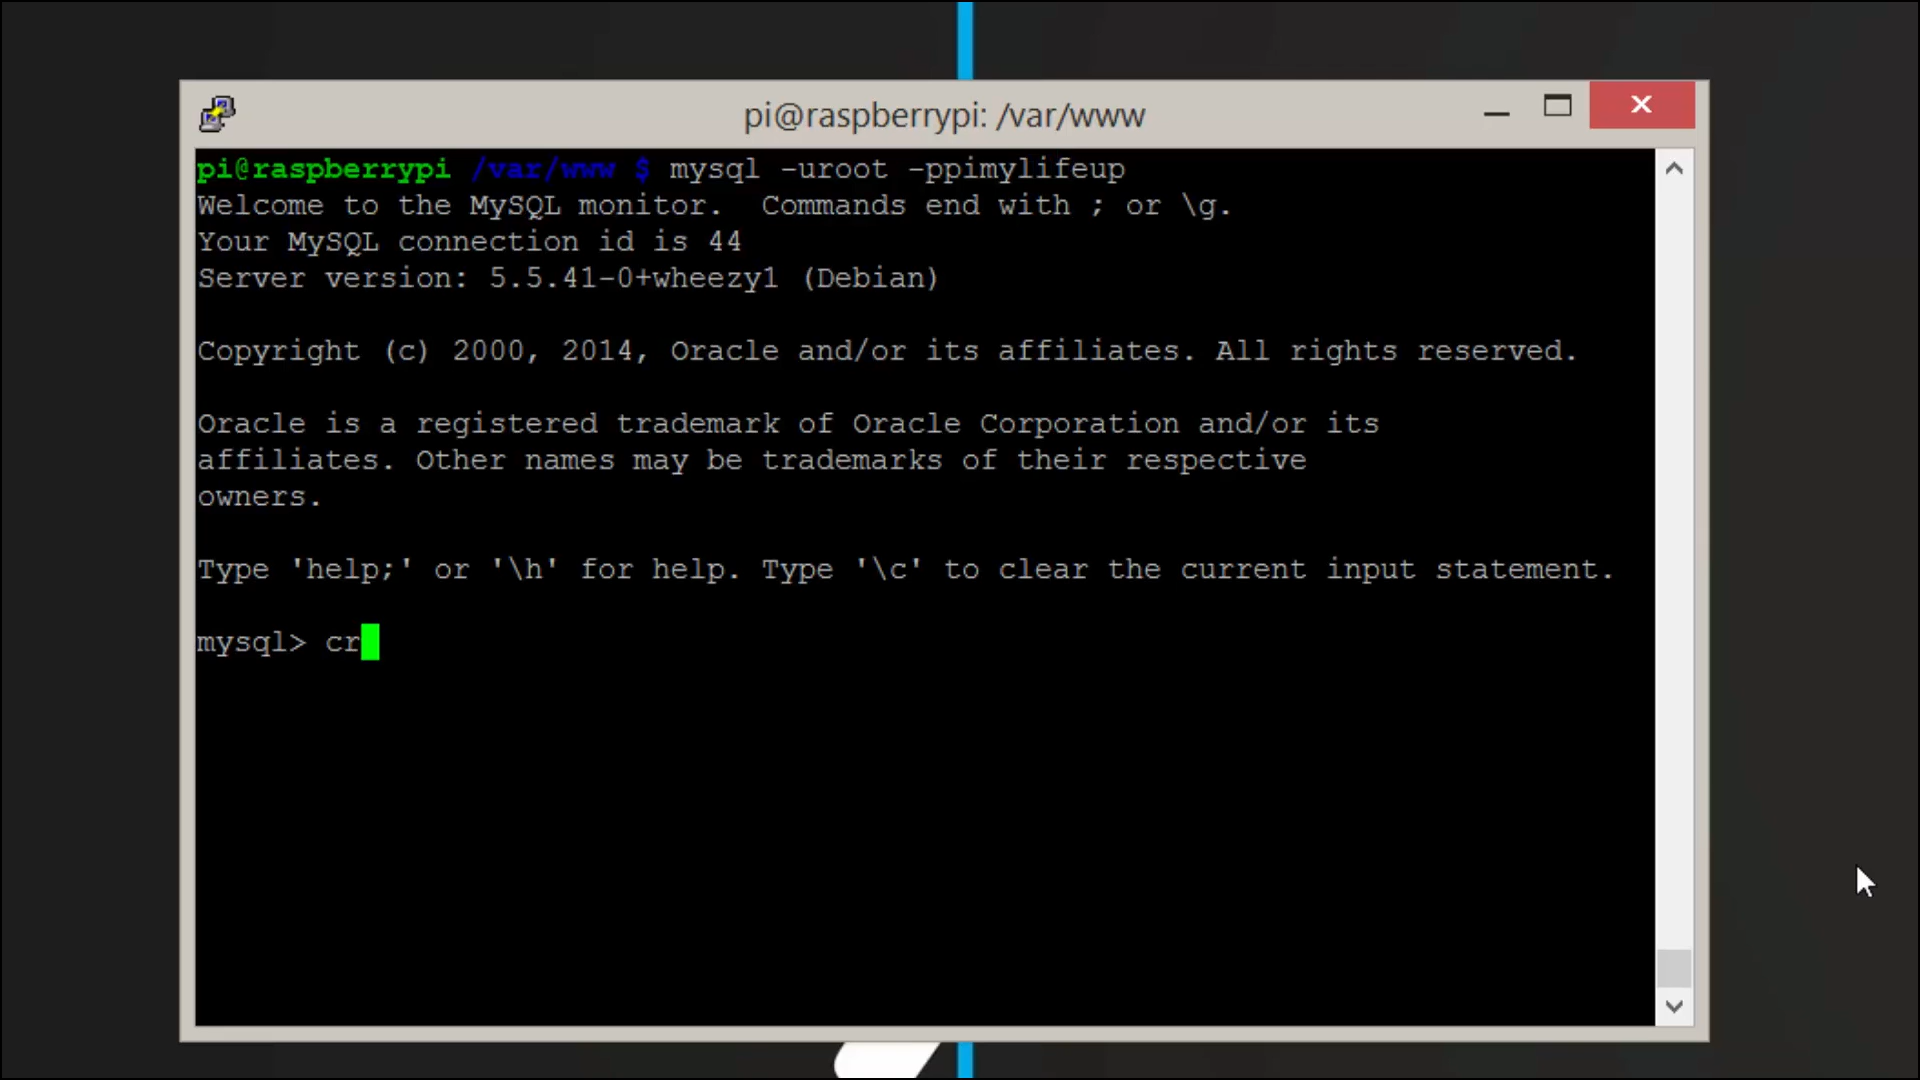 pi@raspberrypi: /var/www
pi@raspberrypi /var/www $ mysql -uroot -ppimylifeup
Welcome to the MySQL monitor.  Commands end with ; or \g.
Your MySQL connection id is 44
Server version: 5.5.41-0+wheezy1 (Debian)
Copyright (c) 2000, 2014, Oracle and/or its affiliates. All rights reserved.
Oracle is a registered trademark of Oracle Corporation and/or its
affiliates. Other names may be trademarks of their respective
owners.
Type 'help;' or '\h' for help. Type '\c' to clear the current input statement.
mysql> cr